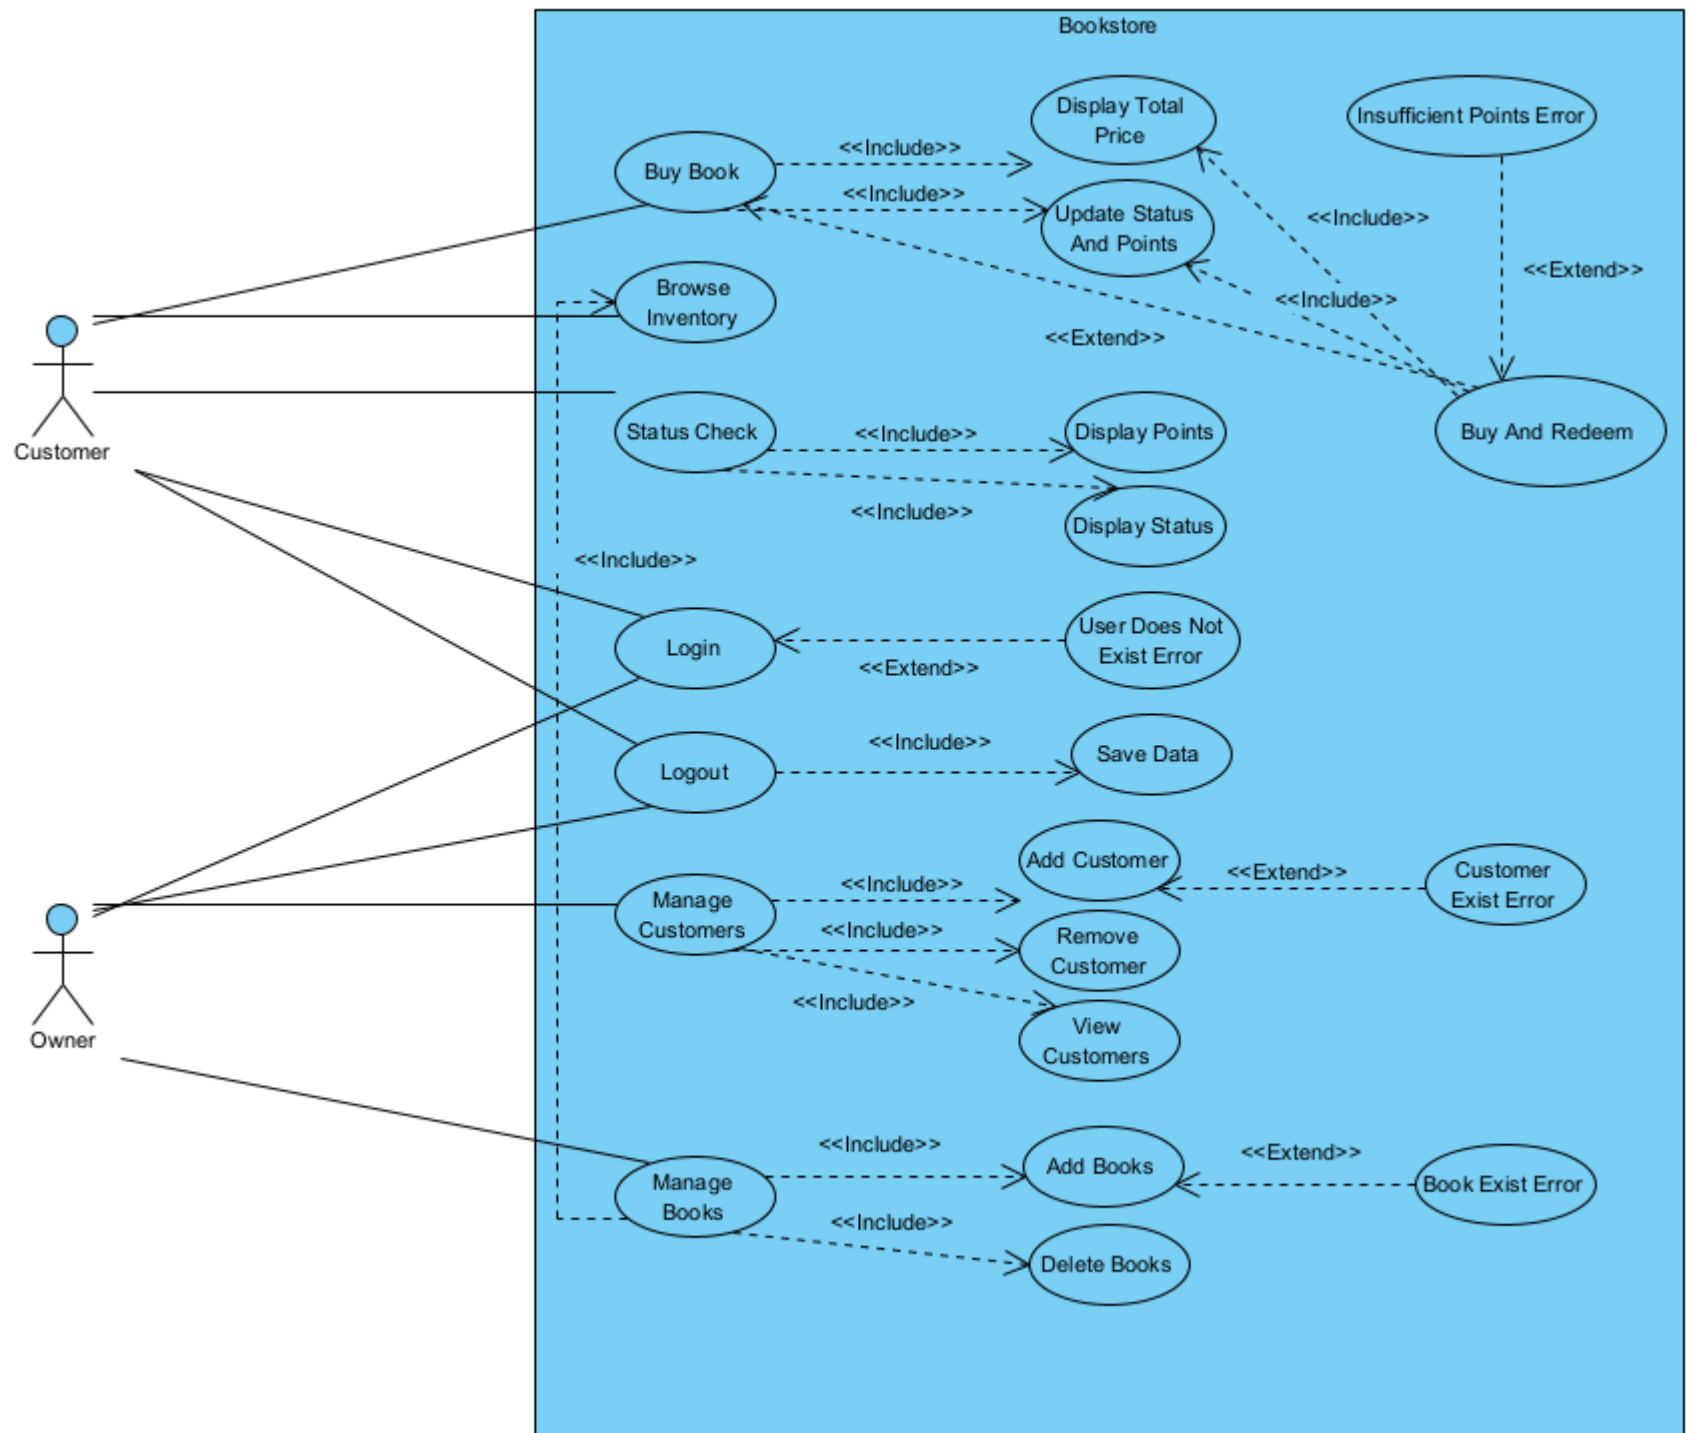 Bookstore
Display Total
Price
Insufficient Points Error
<<Include>>
Buy Book
<<Include>>
Update Status
And Points
<<Include>>
<<Extend>>
Browse
Inventory
<<Include>>
<<Extend>>
Customer
Status Check
<<Include>>
Display Points
Buy And Redeem
<<Include>>
Display Status
<<Include>>
Login
User Does Not
Exist Error
<<Extend>>
<<Include>>
Logout
Save Data
Add Customer
<<Include>>
<<Extend>>
Customer
Exist Error
Manage
Customers
<<Include>>
Remove
Customer
<<Include>>
View
Customers
Owner
<<Include>>
Manage
Books
Add Books
<<Extend>>
Book Exist Error
<<Include>>
Delete Books